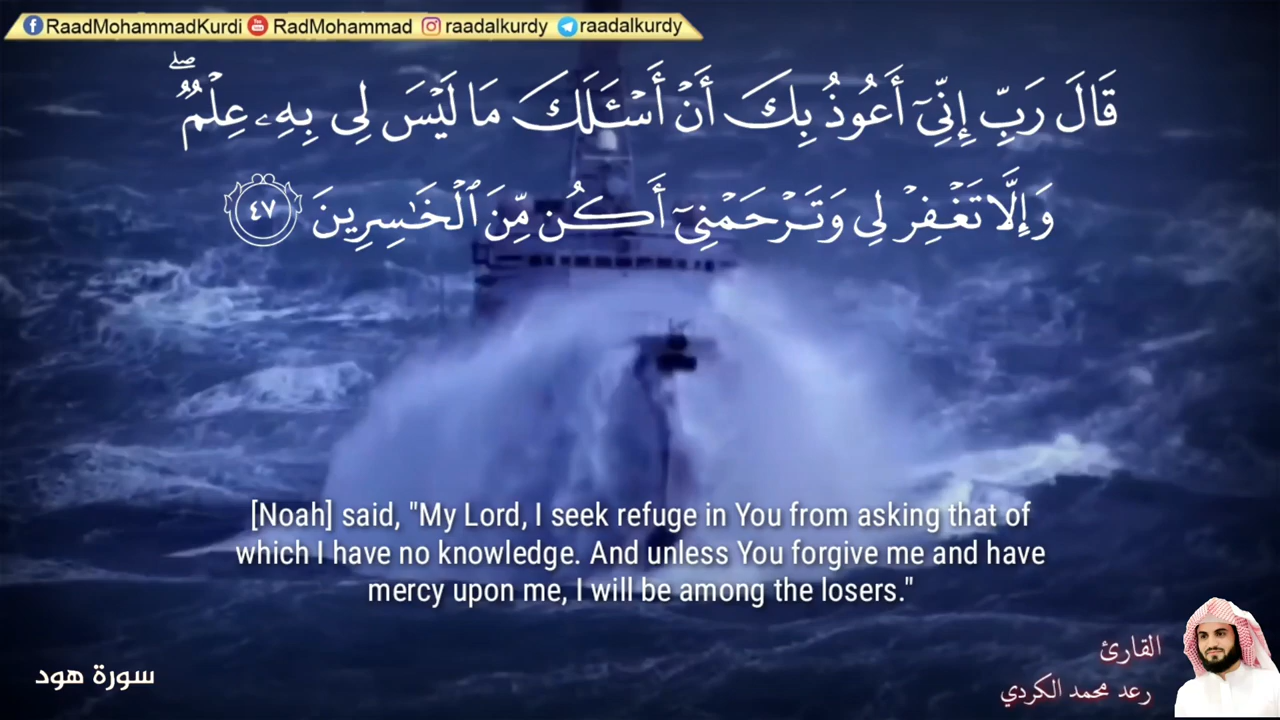 RaadMohammadKurdi RadMohammad raadalkurdy raadalkurdy
قَالَ رَبِّ إِنِّىٓ أَعُوذُ بِكَ أَنْ أَسْـَٔلَكَ مَا لَيْسَ لِى بِهِۦ عِلْمٌۭ ۖ
وَإِلَّا تَغْفِرْ لِى وَتَرْحَمْنِىٓ أَكُن مِّنَ ٱلْخَـٰسِرِينَ ٤٧
[Noah] said, "My Lord, I seek refuge in You from asking that of
which I have no knowledge. And unless You forgive me and have
mercy upon me, I will be among the losers."
القارئ
رعد محمد الكردي
سورة هود